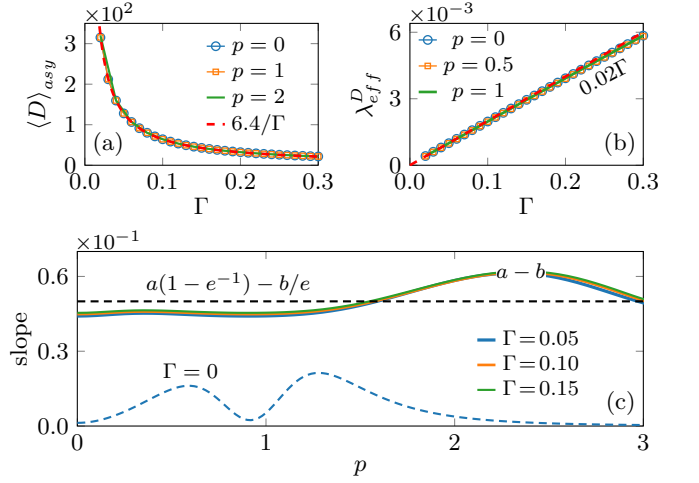 ×10²
3
2
1
0
⟨D⟩_asy
p = 0
p = 1
p = 2
6.4/Γ
(a)
0.0 0.1 0.2 0.3
Γ
×10⁻³
6
3
0
λ^D_eff
p = 0
p = 0.5
p = 1
0.02Γ
(b)
0.0 0.1 0.2 0.3
Γ
×10⁻¹
0.6
0.3
0.0
slope
a(1 − e⁻¹) − b/e
a − b
Γ = 0
Γ = 0.05
Γ = 0.10
Γ = 0.15
(c)
0 1 2 3
p